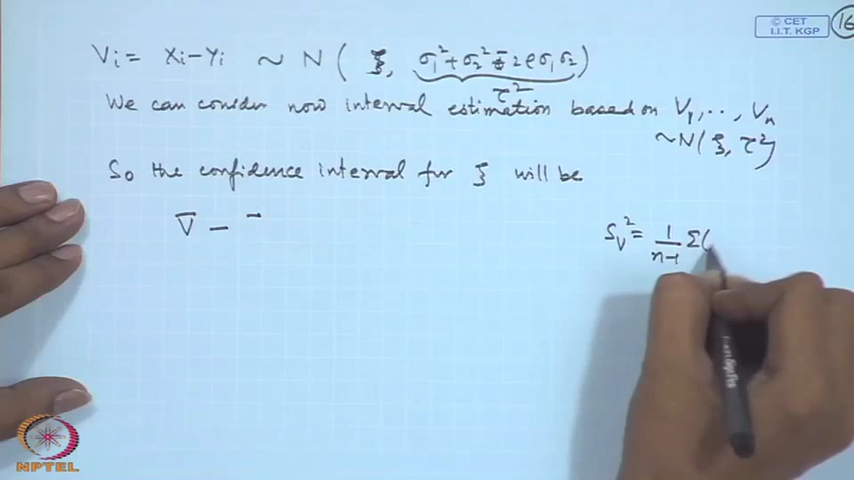 © CET
I.I.T. KGP
16
Vi = Xi - Yi ~ N ( ξ, σ₁² + σ₂² - 2ρσ₁σ₂ )
τ²
We can consider now interval estimation based on V₁, .., Vn
~ N( ξ, τ² )
So the confidence interval for ξ will be
V̄ -
S_V² = 1/(n-1) Σ(
NPTEL